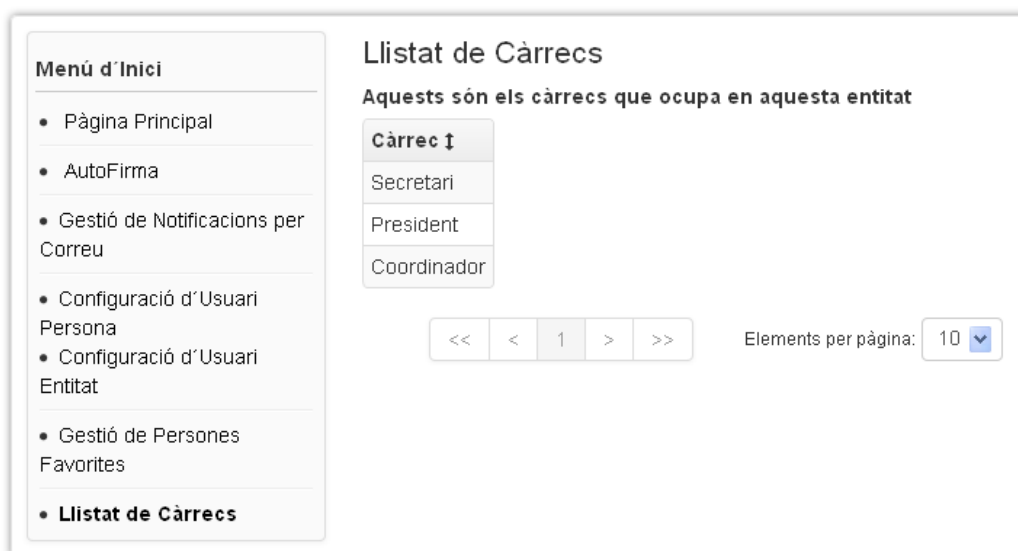 Menú d´Inici
Pàgina Principal
AutoFirma
Gestió de Notificacions per
Correu
Configuració d´Usuari
Persona
Configuració d´Usuari
Entitat
Gestió de Persones
Favorites
Llistat de Càrrecs
Llistat de Càrrecs
Aquests són els càrrecs que ocupa en aquesta entitat
Càrrec ↕
Secretari
President
Coordinador
<< < 1 > >> Elements per pàgina: 10